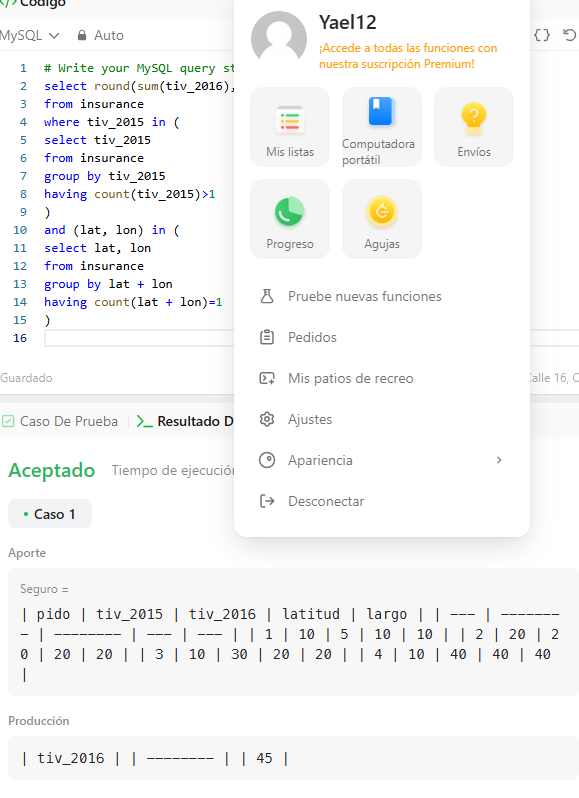 </> Código
MySQL
Auto
1 # Write your MySQL query st
2 select round(sum(tiv_2016),
3 from insurance
4 where tiv_2015 in (
5 select tiv_2015
6 from insurance
7 group by tiv_2015
8 having count(tiv_2015)>1
9 )
10 and (lat, lon) in (
11 select lat, lon
12 from insurance
13 group by lat + lon
14 having count(lat + lon)=1
15 )
16
Guardado
Calle 16, C
Yael12
¡Accede a todas las funciones con
nuestra suscripción Premium!
Mis listas
Computadora
portátil
Envíos
Progreso
Agujas
Pruebe nuevas funciones
Pedidos
Mis patios de recreo
Ajustes
Apariencia
Desconectar
Caso De Prueba
Resultado D
Aceptado
Tiempo de ejecución
• Caso 1
Aporte
Seguro =
| pido | tiv_2015 | tiv_2016 | latitud | largo | | --- | -------
- | -------- | --- | --- | | 1 | 10 | 5 | 10 | 10 | | 2 | 20 | 2
0 | 20 | 20 | | 3 | 10 | 30 | 20 | 20 | | 4 | 10 | 40 | 40 | 40
|
Producción
| tiv_2016 | | -------- | | 45 |